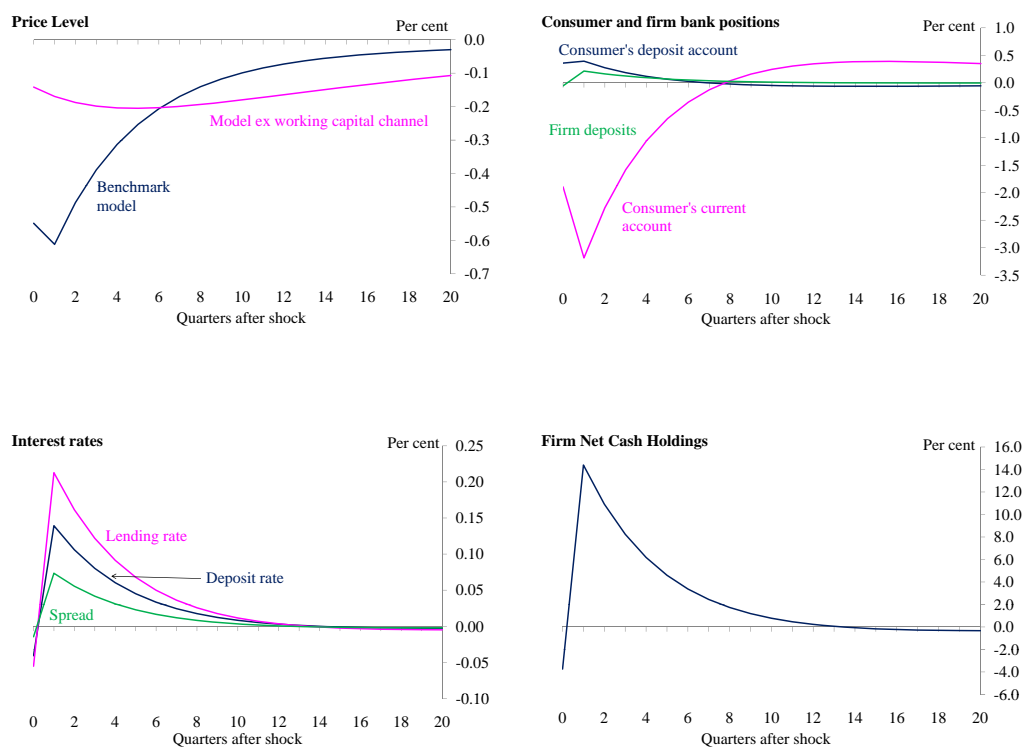 Price Level
Per cent
0.0
-0.1
-0.2
-0.3
-0.4
-0.5
-0.6
-0.7
Model ex working capital channel
Benchmark
model
0 2 4 6 8 10 12 14 16 18 20
Quarters after shock
Consumer and firm bank positions
Per cent
1.0
0.5
0.0
-0.5
-1.0
-1.5
-2.0
-2.5
-3.0
-3.5
Consumer's deposit account
Firm deposits
Consumer's current
account
0 2 4 6 8 10 12 14 16 18 20
Quarters after shock
Interest rates
Per cent
0.25
0.20
0.15
0.10
0.05
0.00
-0.05
-0.10
Lending rate
Deposit rate
Spread
0 2 4 6 8 10 12 14 16 18 20
Quarters after shock
Firm Net Cash Holdings
Per cent
16.0
14.0
12.0
10.0
8.0
6.0
4.0
2.0
0.0
-2.0
-4.0
-6.0
0 2 4 6 8 10 12 14 16 18 20
Quarters after shock